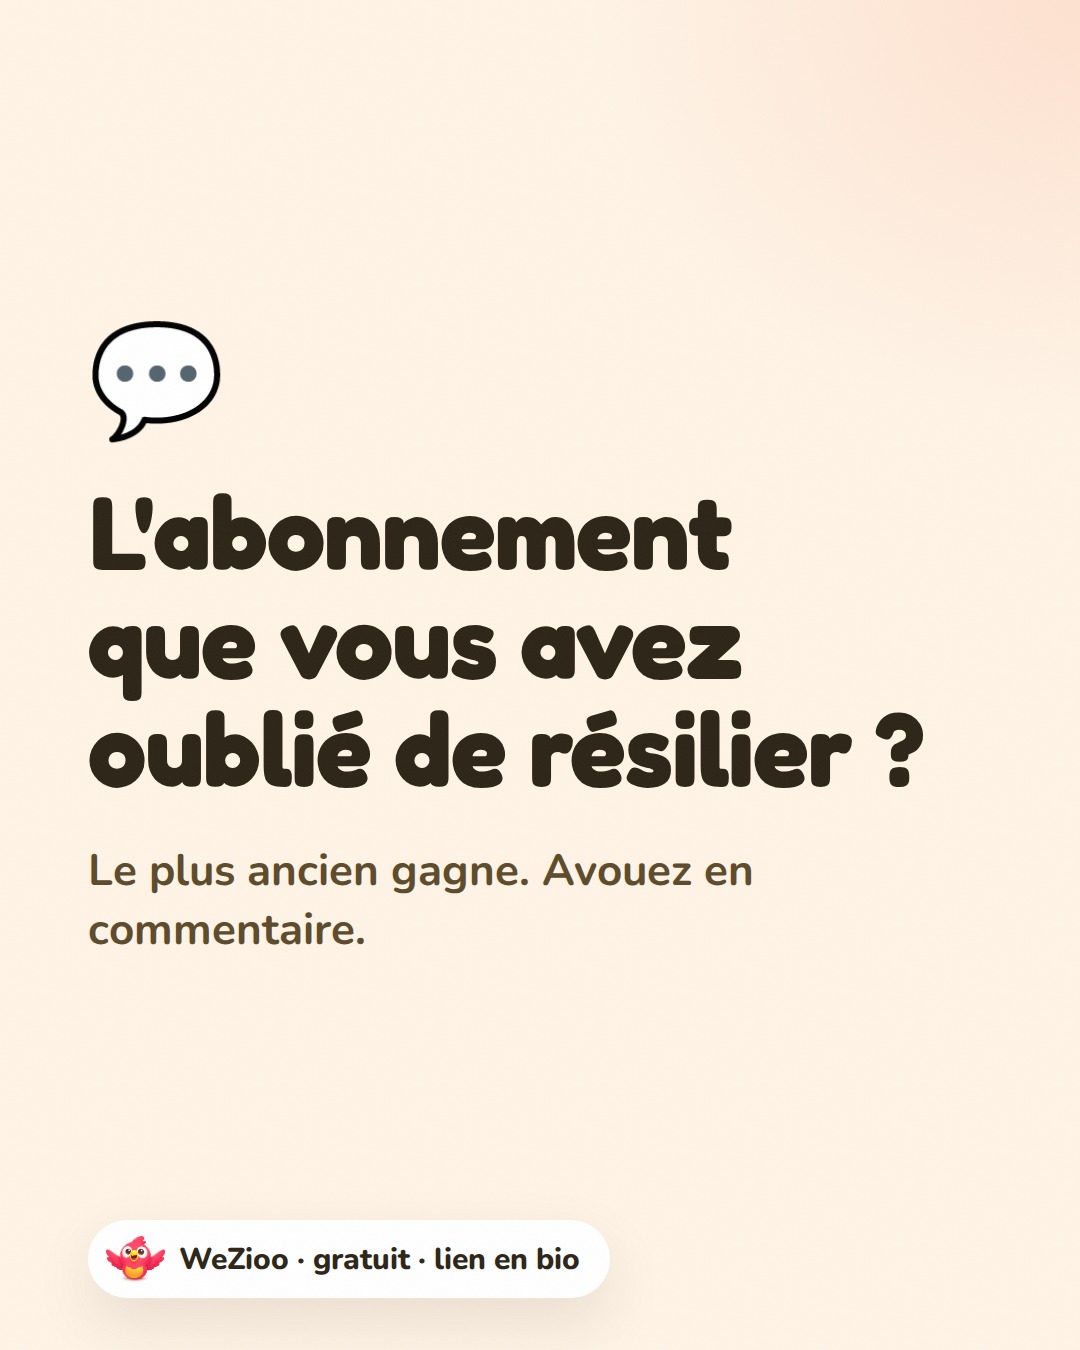 L'abonnement
que vous avez
oublié de résilier ?
Le plus ancien gagne. Avouez en
commentaire.
WeZioo · gratuit · lien en bio